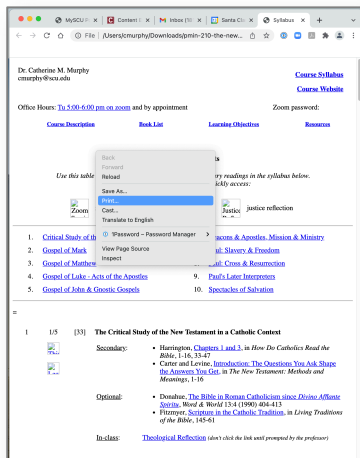 MySCU P
Content
Inbox (58
Santa Cla
Syllabus
File | /Users/cmurphy/Downloads/pmin-210-the-new...
Dr. Catherine M. Murphy
cmurphy@scu.edu
Course Syllabus
Course Website
Office Hours: Tu 5:00-6:00 pm on zoom and by appointment
Zoom password:
Course Description
Book List
Learning Objectives
Resources
Back
Forward
Reload
Save As...
Print...
Cast...
Translate to English
1Password – Password Manager
View Page Source
Inspect
Use this table
ry readings in the syllabus below.
ickly access:
Zoom
Justice
justice reflection
1. Critical Study of th
2. Gospel of Mark
3. Gospel of Matthew
4. Gospel of Luke - Acts of the Apostles
5. Gospel of John & Gnostic Gospels
eacons & Apostles, Mission & Ministry
ul: Slavery & Freedom
ul: Cross & Resurrection
9. Paul's Later Interpreters
10. Spectacles of Salvation
=
1 1/5 [33] The Critical Study of the New Testament in a Catholic Context
Secondary:
• Harrington, Chapters 1 and 3, in How Do Catholics Read the
Bible, 1-16, 33-47
• Carter and Levine, Introduction: The Questions You Ask Shape
the Answers You Get, in The New Testament: Methods and
Meanings, 1-16
Optional:
• Donahue, The Bible in Roman Catholicism since Divino Afflante
Spiritu, Word & World 13:4 (1990) 404-413
• Fitzmyer, Scripture in the Catholic Tradition, in Living Traditions
of the Bible, 145-61
In-class:
Theological Reflection (don't click the link until prompted by the professor)